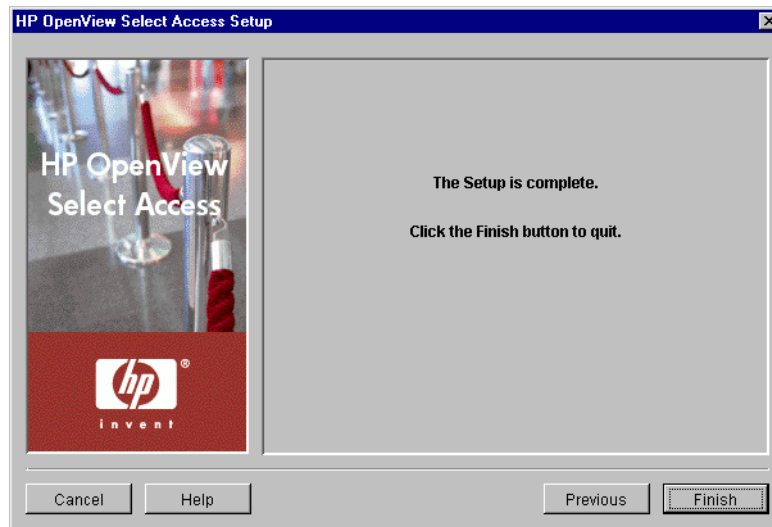 HP OpenView Select Access Setup
HP OpenView
Select Access
The Setup is complete.
Click the Finish button to quit.
hp
®
invent
Cancel
Help
Previous
Finish